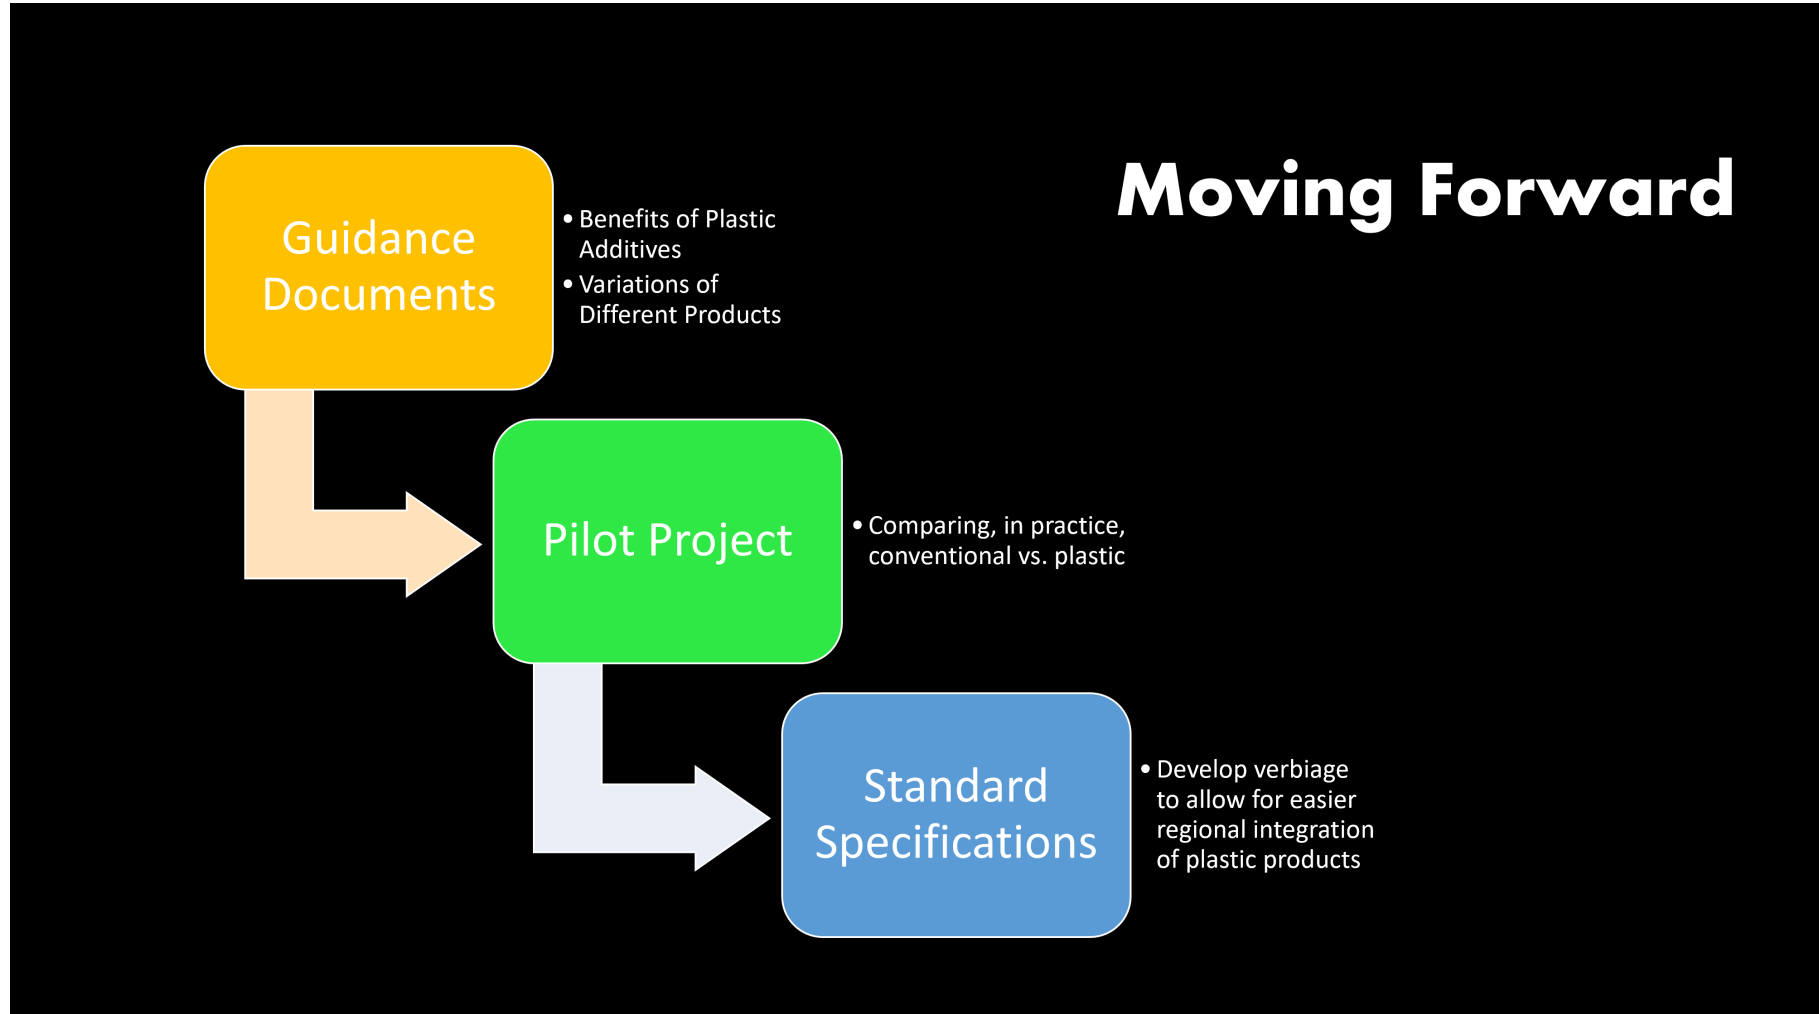 Moving Forward
Guidance
Documents
• Benefits of Plastic
Additives
• Variations of
Different Products
Pilot Project
• Comparing, in practice,
conventional vs. plastic
Standard
Specifications
• Develop verbiage
to allow for easier
regional integration
of plastic products